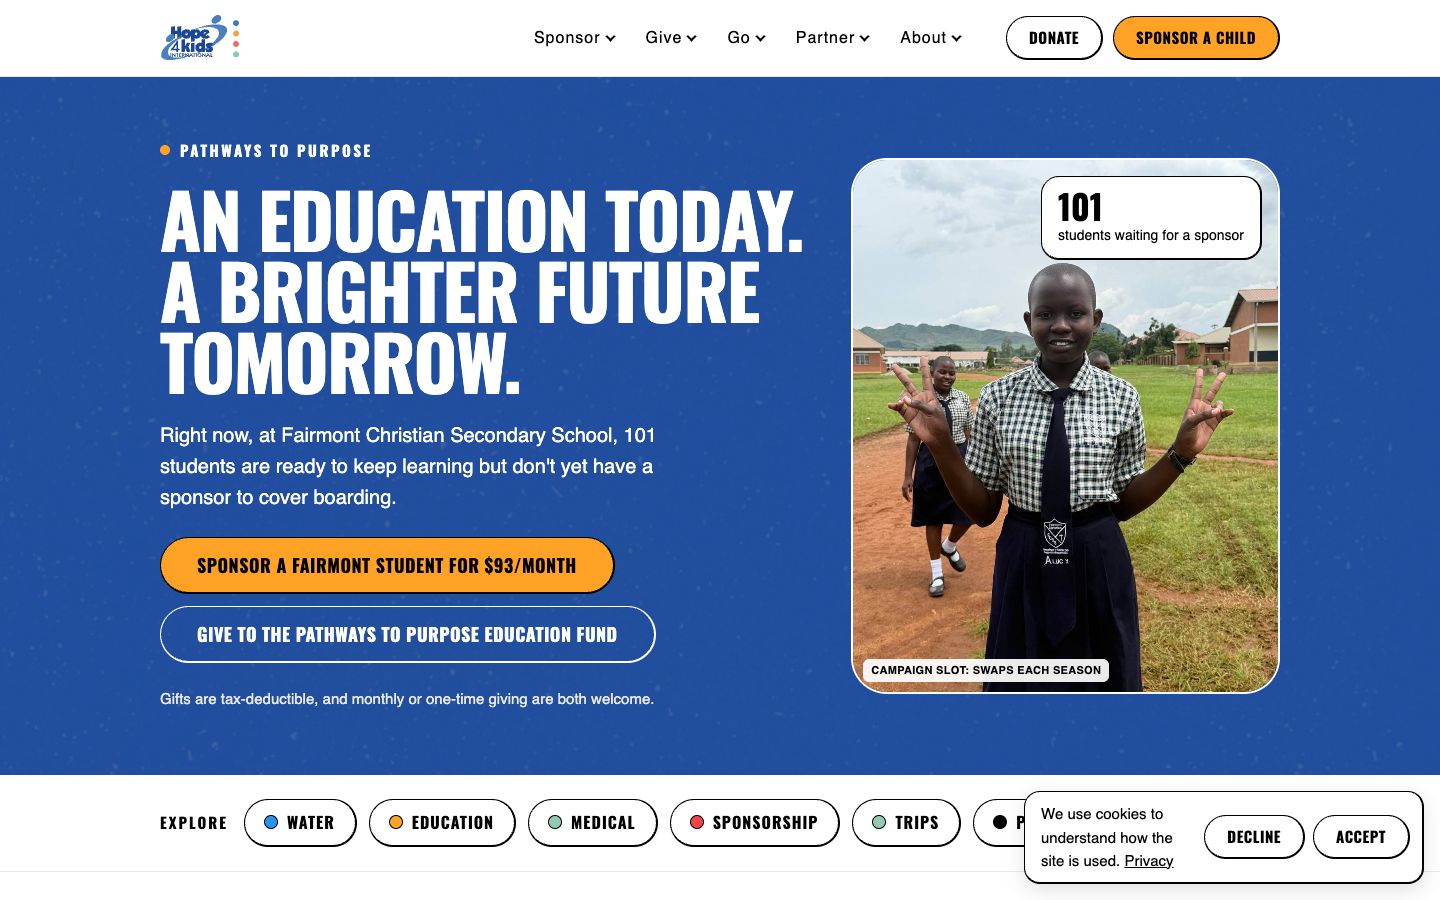 Hope
4 kids
INTERNATIONAL
Sponsor
Give
Go
Partner
About
DONATE
SPONSOR A CHILD
PATHWAYS TO PURPOSE
AN EDUCATION TODAY.
A BRIGHTER FUTURE
TOMORROW.
Right now, at Fairmont Christian Secondary School, 101
students are ready to keep learning but don't yet have a
sponsor to cover boarding.
SPONSOR A FAIRMONT STUDENT FOR $93/MONTH
GIVE TO THE PATHWAYS TO PURPOSE EDUCATION FUND
Gifts are tax-deductible, and monthly or one-time giving are both welcome.
101
students waiting for a sponsor
CAMPAIGN SLOT: SWAPS EACH SEASON
EXPLORE
WATER
EDUCATION
MEDICAL
SPONSORSHIP
TRIPS
We use cookies to
understand how the
site is used. Privacy
DECLINE
ACCEPT